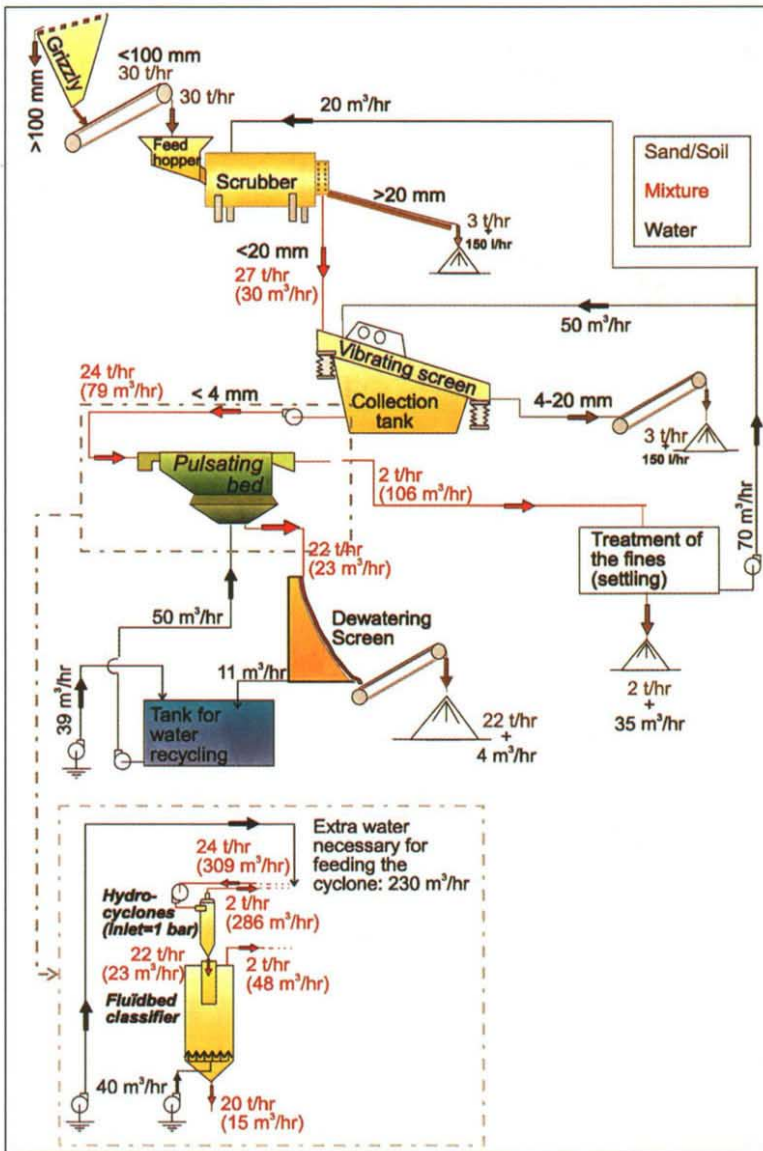 Grizzly
>100 mm
<100 mm
30 t/hr
30 t/hr
Feed
hopper
Scrubber
20 m³/hr
>20 mm
3 t/hr
+
150 l/hr
Sand/Soil
Mixture
Water
<20 mm
27 t/hr
(30 m³/hr)
50 m³/hr
Vibrating screen
Collection
tank
4-20 mm
3 t/hr
+
150 l/hr
24 t/hr
(79 m³/hr)
< 4 mm
Pulsating
bed
2 t/hr
(106 m³/hr)
70 m³/hr
Treatment of
the fines
(settling)
2 t/hr
+
35 m³/hr
22 t/hr
(23 m³/hr)
50 m³/hr
Dewatering
Screen
11 m³/hr
39 m³/hr
Tank for
water
recycling
22 t/hr
+
4 m³/hr
Extra water
necessary for
feeding the
cyclone: 230 m³/hr
24 t/hr
(309 m³/hr)
Hydro-
cyclones
(Inlet=1 bar)
2 t/hr
(286 m³/hr)
22 t/hr
(23 m³/hr)
2 t/hr
(48 m³/hr)
Fluïdbed
classifier
40 m³/hr
20 t/hr
(15 m³/hr)